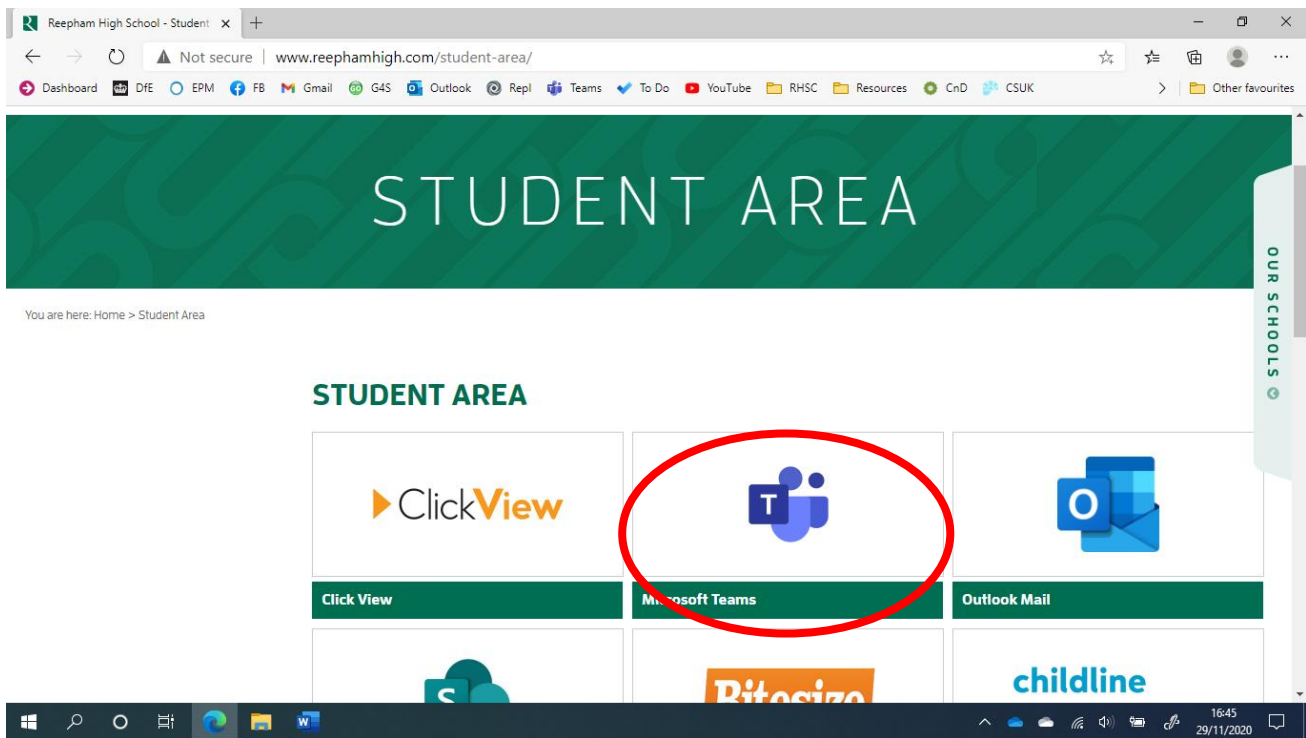 Reepham High School - Student
Not secure | www.reephamhigh.com/student-area/
Dashboard DfE EPM FB Gmail G4S Outlook Repl Teams To Do YouTube RHSC Resources CnD CSUK Other favourites
STUDENT AREA
OUR SCHOOLS
You are here: Home > Student Area
STUDENT AREA
ClickView
T
O
Click View
Microsoft Teams
Outlook Mail
S
Bitesize
childline
W
16:45
29/11/2020